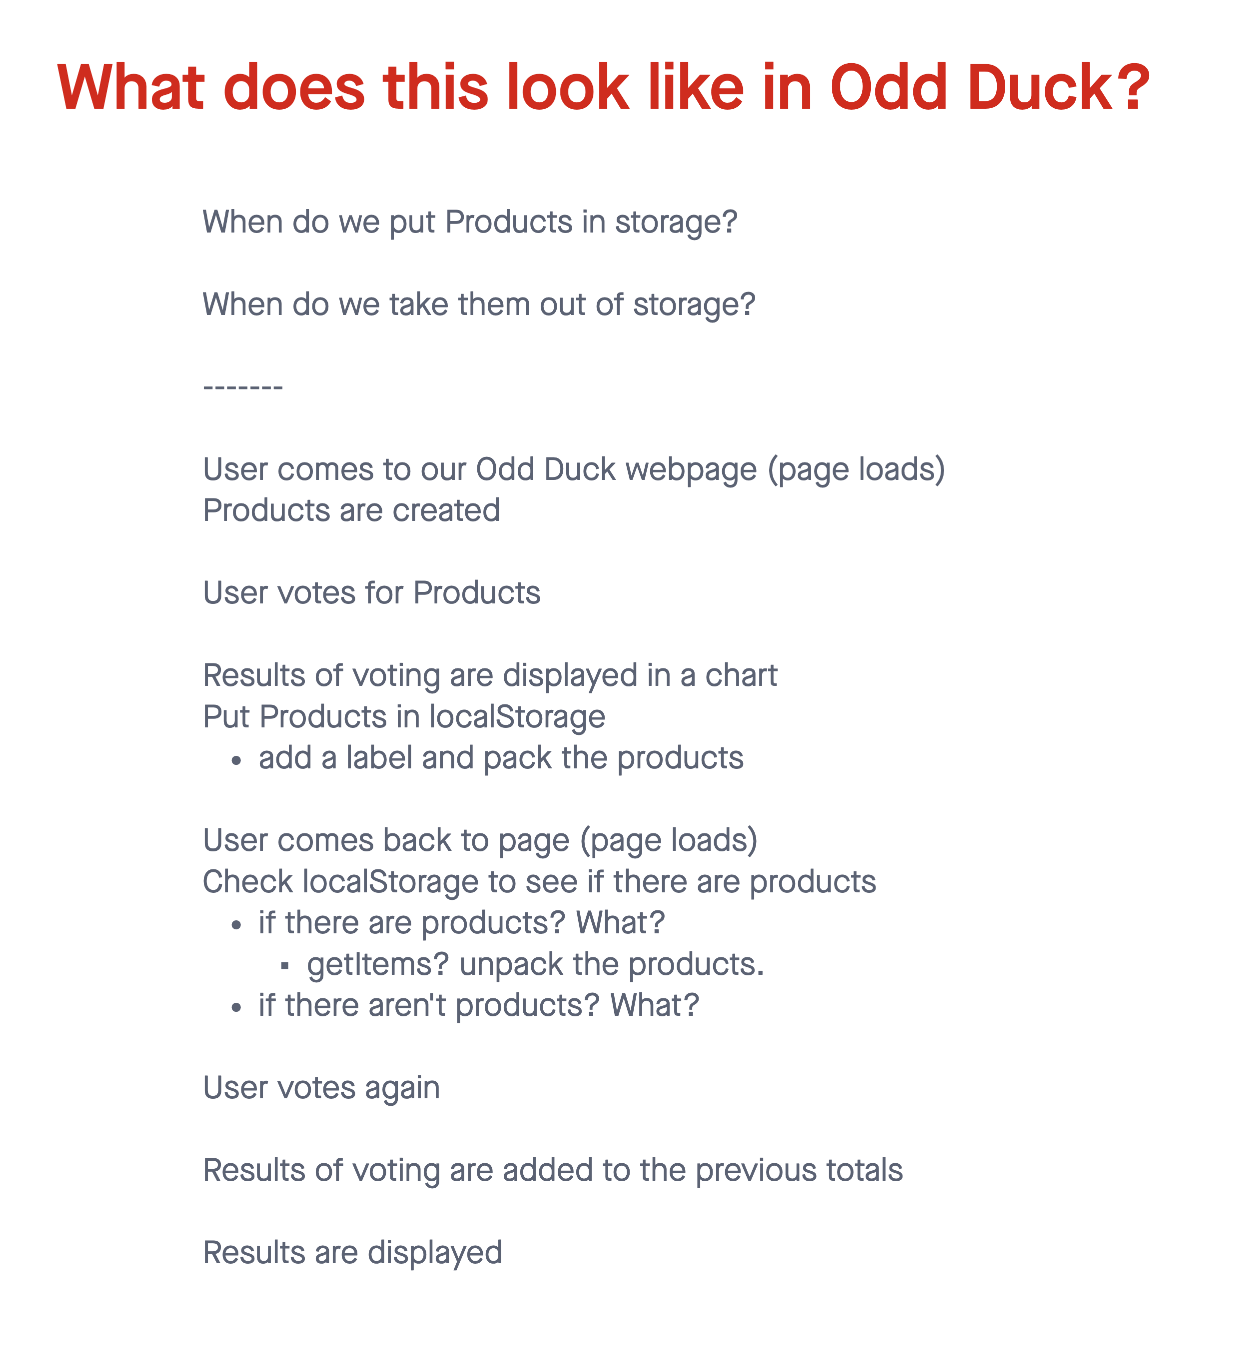 What does this look like in Odd Duck?
When do we put Products in storage?
When do we take them out of storage?
-------
User comes to our Odd Duck webpage (page loads)
Products are created
User votes for Products
Results of voting are displayed in a chart
Put Products in localStorage
• add a label and pack the products
User comes back to page (page loads)
Check localStorage to see if there are products
• if there are products? What?
▪ getItems? unpack the products.
• if there aren't products? What?
User votes again
Results of voting are added to the previous totals
Results are displayed